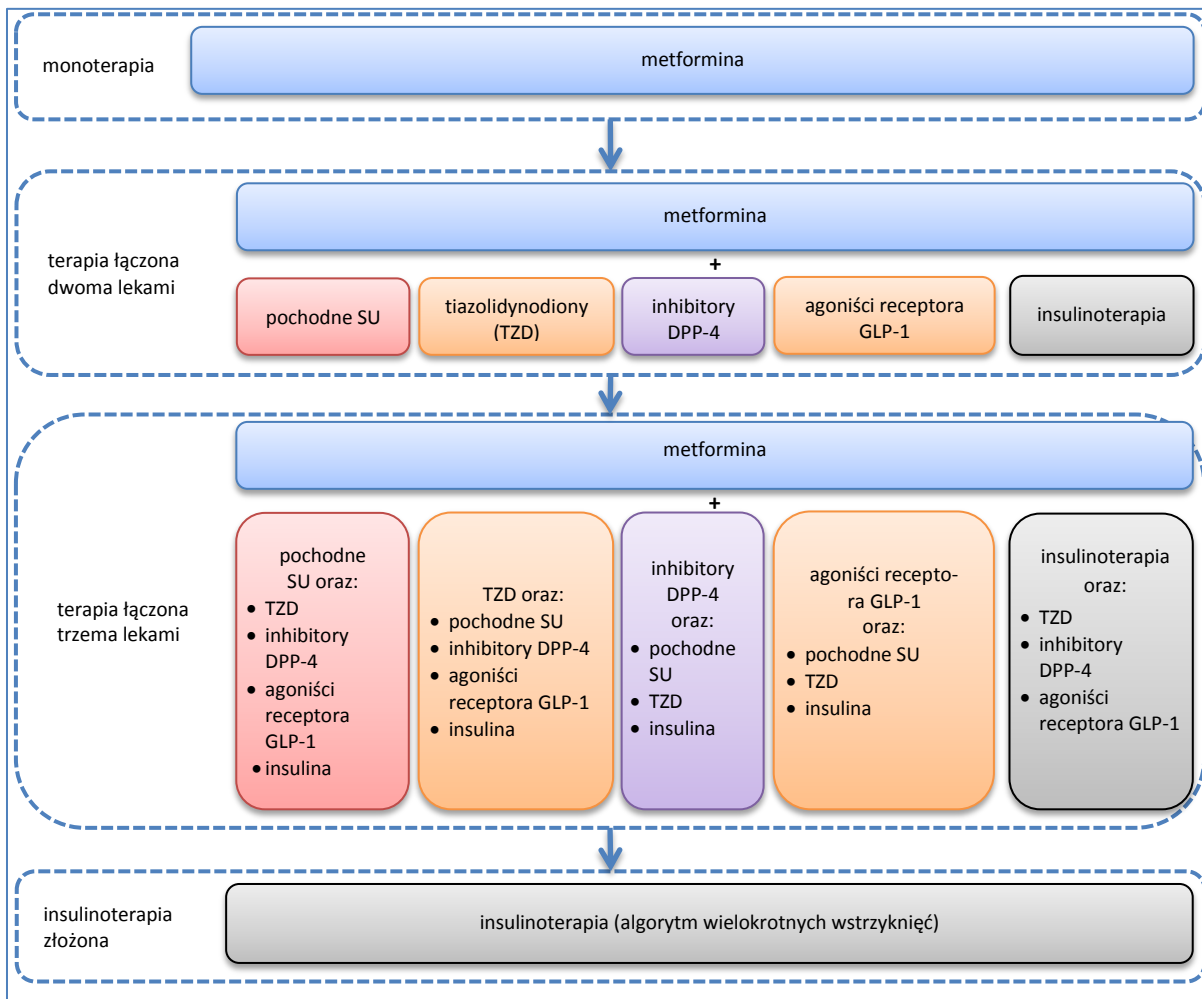 monoterapia
metformina
terapia łączona
dwoma lekami
metformina
+
pochodne SU
tiazolidynodiony
(TZD)
inhibitory
DPP-4
agoniści receptora
GLP-1
insulinoterapia
terapia łączona
trzema lekami
metformina
+
pochodne
SU oraz:
• TZD
• inhibitory
DPP-4
• agoniści
receptora
GLP-1
• insulina
TZD oraz:
• pochodne SU
• inhibitory DPP-4
• agoniści
receptora GLP-1
• insulina
inhibitory
DPP-4
oraz:
• pochodne
SU
• TZD
• insulina
agoniści recepto-
ra GLP-1
oraz:
• pochodne SU
• TZD
• insulina
insulinoterapia
oraz:
• TZD
• inhibitory
DPP-4
• agoniści
receptora GLP-1
insulinoterapia
złożona
insulinoterapia (algorytm wielokrotnych wstrzyknięć)